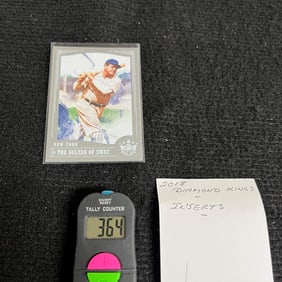 NEW YORK
THE SULTAN OF SWAT
TALLY COUNTER
364
2018
DIAMOND KINGS
-
INSERTS
-